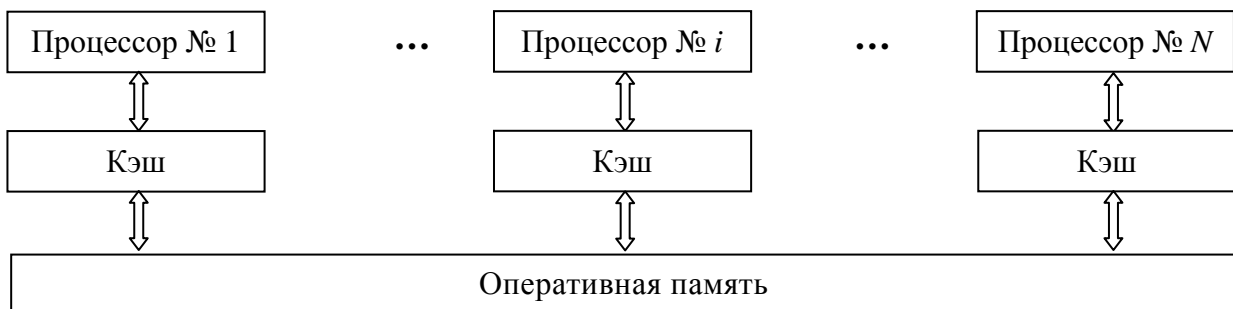 Процессор № 1 ... Процессор № i ... Процессор № N
Кэш Кэш Кэш
Оперативная память